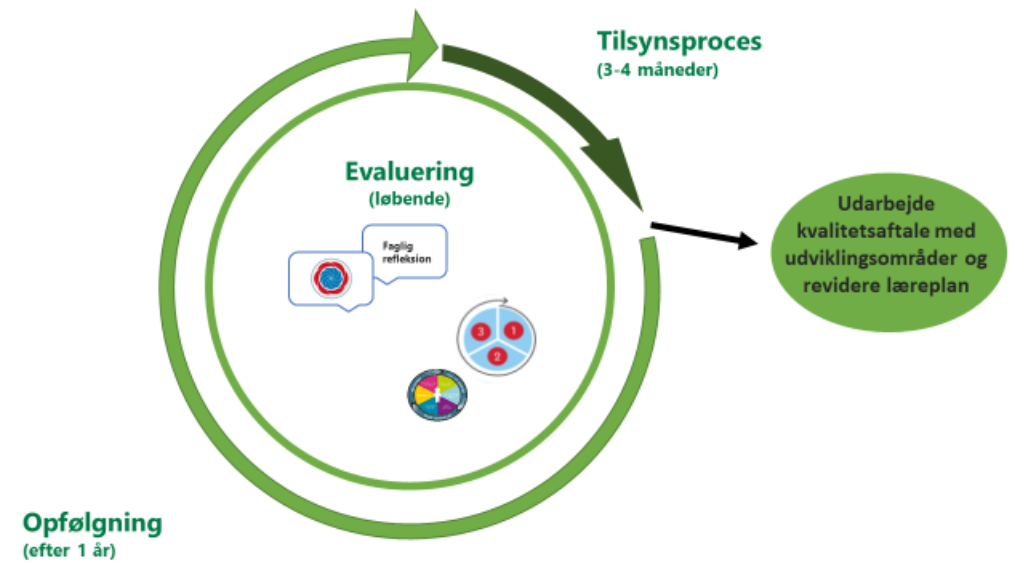 Tilsynsproces
(3-4 måneder)
Evaluering
(løbende)
Faglig
refleksion
Udarbejde
kvalitetsaftale med
udviklingsområder og
revidere læreplan
3
1
2
Opfølgning
(efter 1 år)